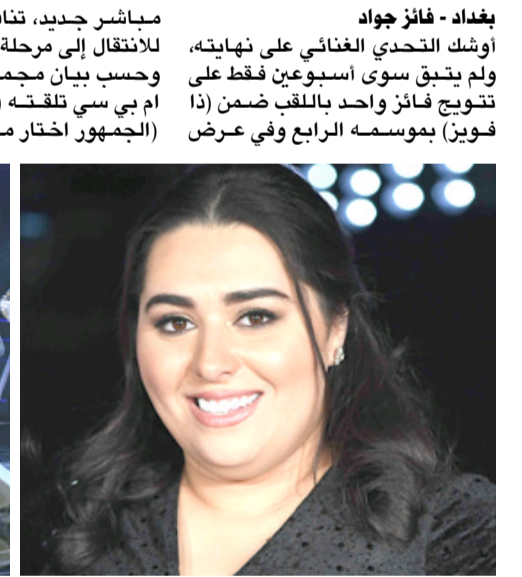 بغداد - فائز جواد
أوشك التحدي الغنائي على نهايته،
ولم يتبق سوى أسبوعين فقط على
تتويج فائز واحد باللقب ضمن (ذا
فويز) بموسمه الرابع وفي عرض
مباشر جديد،
للانتقال إلى مرحلة
وحسب بيان
ام بي سي تلقته
(الجمهور اختار